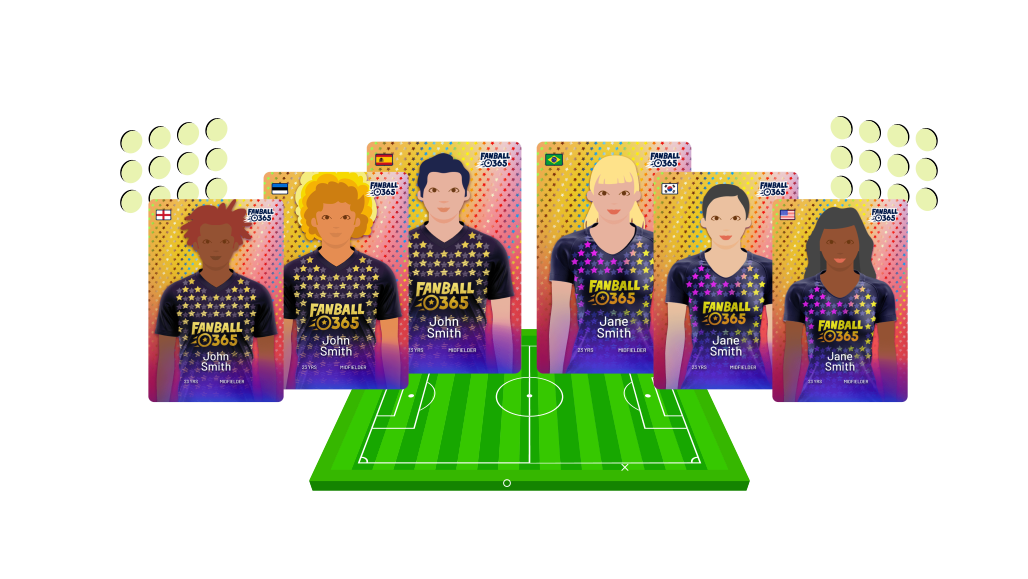 FANBALL
365
FANBALL
365
John
Smith
23 YRS MIDFIELDER
FANBALL
365
FANBALL
365
John
Smith
23 YRS MIDFIELDER
FANBALL
365
FANBALL
365
John
Smith
23 YRS MIDFIELDER
FANBALL
365
FANBALL
365
Jane
Smith
23 YRS MIDFIELDER
FANBALL
365
FANBALL
365
Jane
Smith
23 YRS MIDFIELDER
FANBALL
365
FANBALL
365
Jane
Smith
23 YRS MIDFIELDER